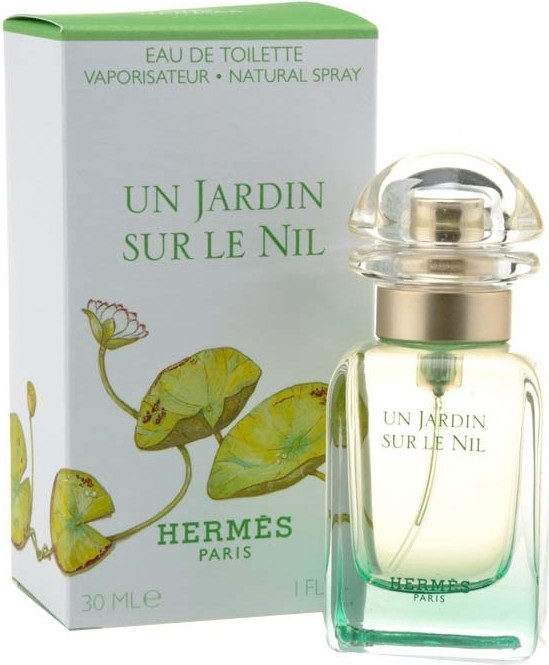 EAU DE TOILETTE
VAPORISATEUR • NATURAL SPRAY
UN JARDIN
SUR LE NIL
HERMÈS
PARIS
30 ML e
1 FL
UN JARDIN
SUR LE NIL
HERMÈS
PARIS